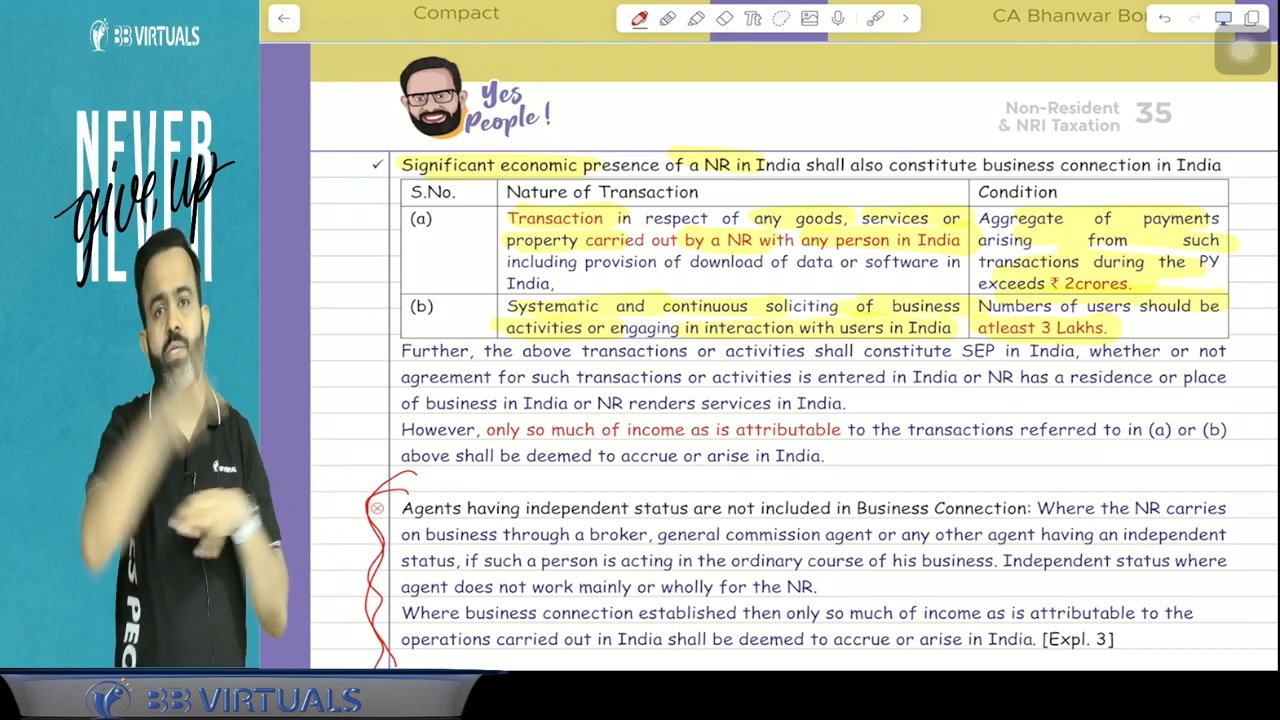 Compact
CA Bhanwar Bor
BB VIRTUALS
NEVER
give up
NEVER
Yes
People !
Non-Resident
& NRI Taxation
35
✓ Significant economic presence of a NR in India shall also constitute business connection in India
S.No. Nature of Transaction Condition
(a) Transaction in respect of any goods, services or Aggregate of payments
property carried out by a NR with any person in India arising from such
including provision of download of data or software in transactions during the PY
India, exceeds ₹ 2crores.
(b) Systematic and continuous soliciting of business Numbers of users should be
activities or engaging in interaction with users in India atleast 3 Lakhs.
Further, the above transactions or activities shall constitute SEP in India, whether or not
agreement for such transactions or activities is entered in India or NR has a residence or place
of business in India or NR renders services in India.
However, only so much of income as is attributable to the transactions referred to in (a) or (b)
above shall be deemed to accrue or arise in India.
Agents having independent status are not included in Business Connection: Where the NR carries
on business through a broker, general commission agent or any other agent having an independent
status, if such a person is acting in the ordinary course of his business. Independent status where
agent does not work mainly or wholly for the NR.
Where business connection established then only so much of income as is attributable to the
operations carried out in India shall be deemed to accrue or arise in India. [Expl. 3]
BB VIRTUALS